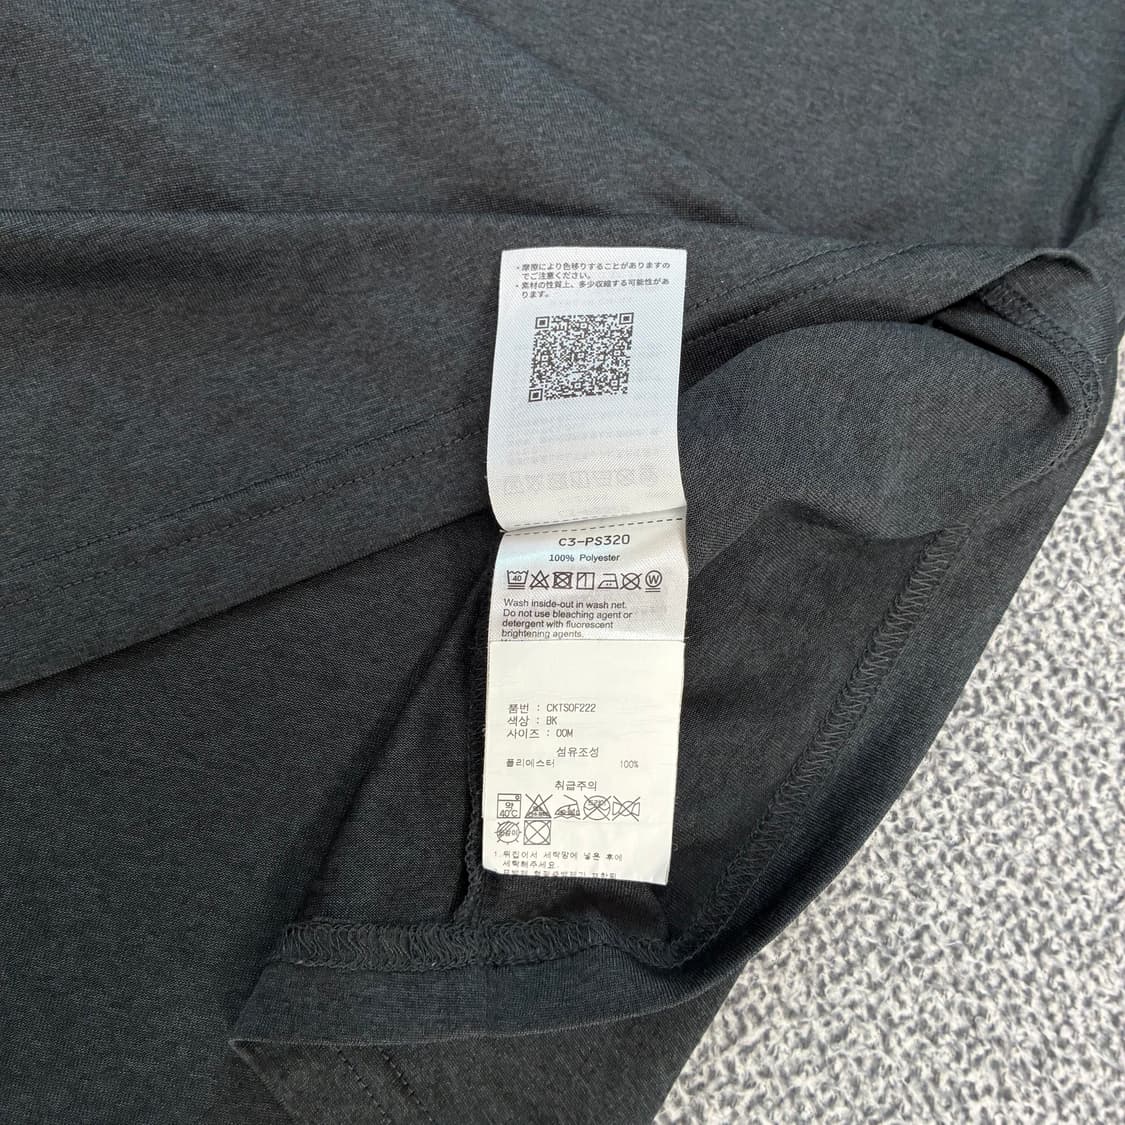 ・摩擦により色移りすることがありますの
でご注意ください。
・素材の性質上、多少収縮する可能性があ
ります。
C3-PS320
100% Polyester
40 W
Wash inside-out in wash net.
Do not use bleaching agent or
detergent with fluorescent
brightening agents.
품번 : CKTSOF222
색상 : BK
사이즈 : OOM
섬유조성
폴리에스터 100%
취급주의
약
40℃
1.뒤집어서 세탁망에 넣은 후에
세탁해주세요.